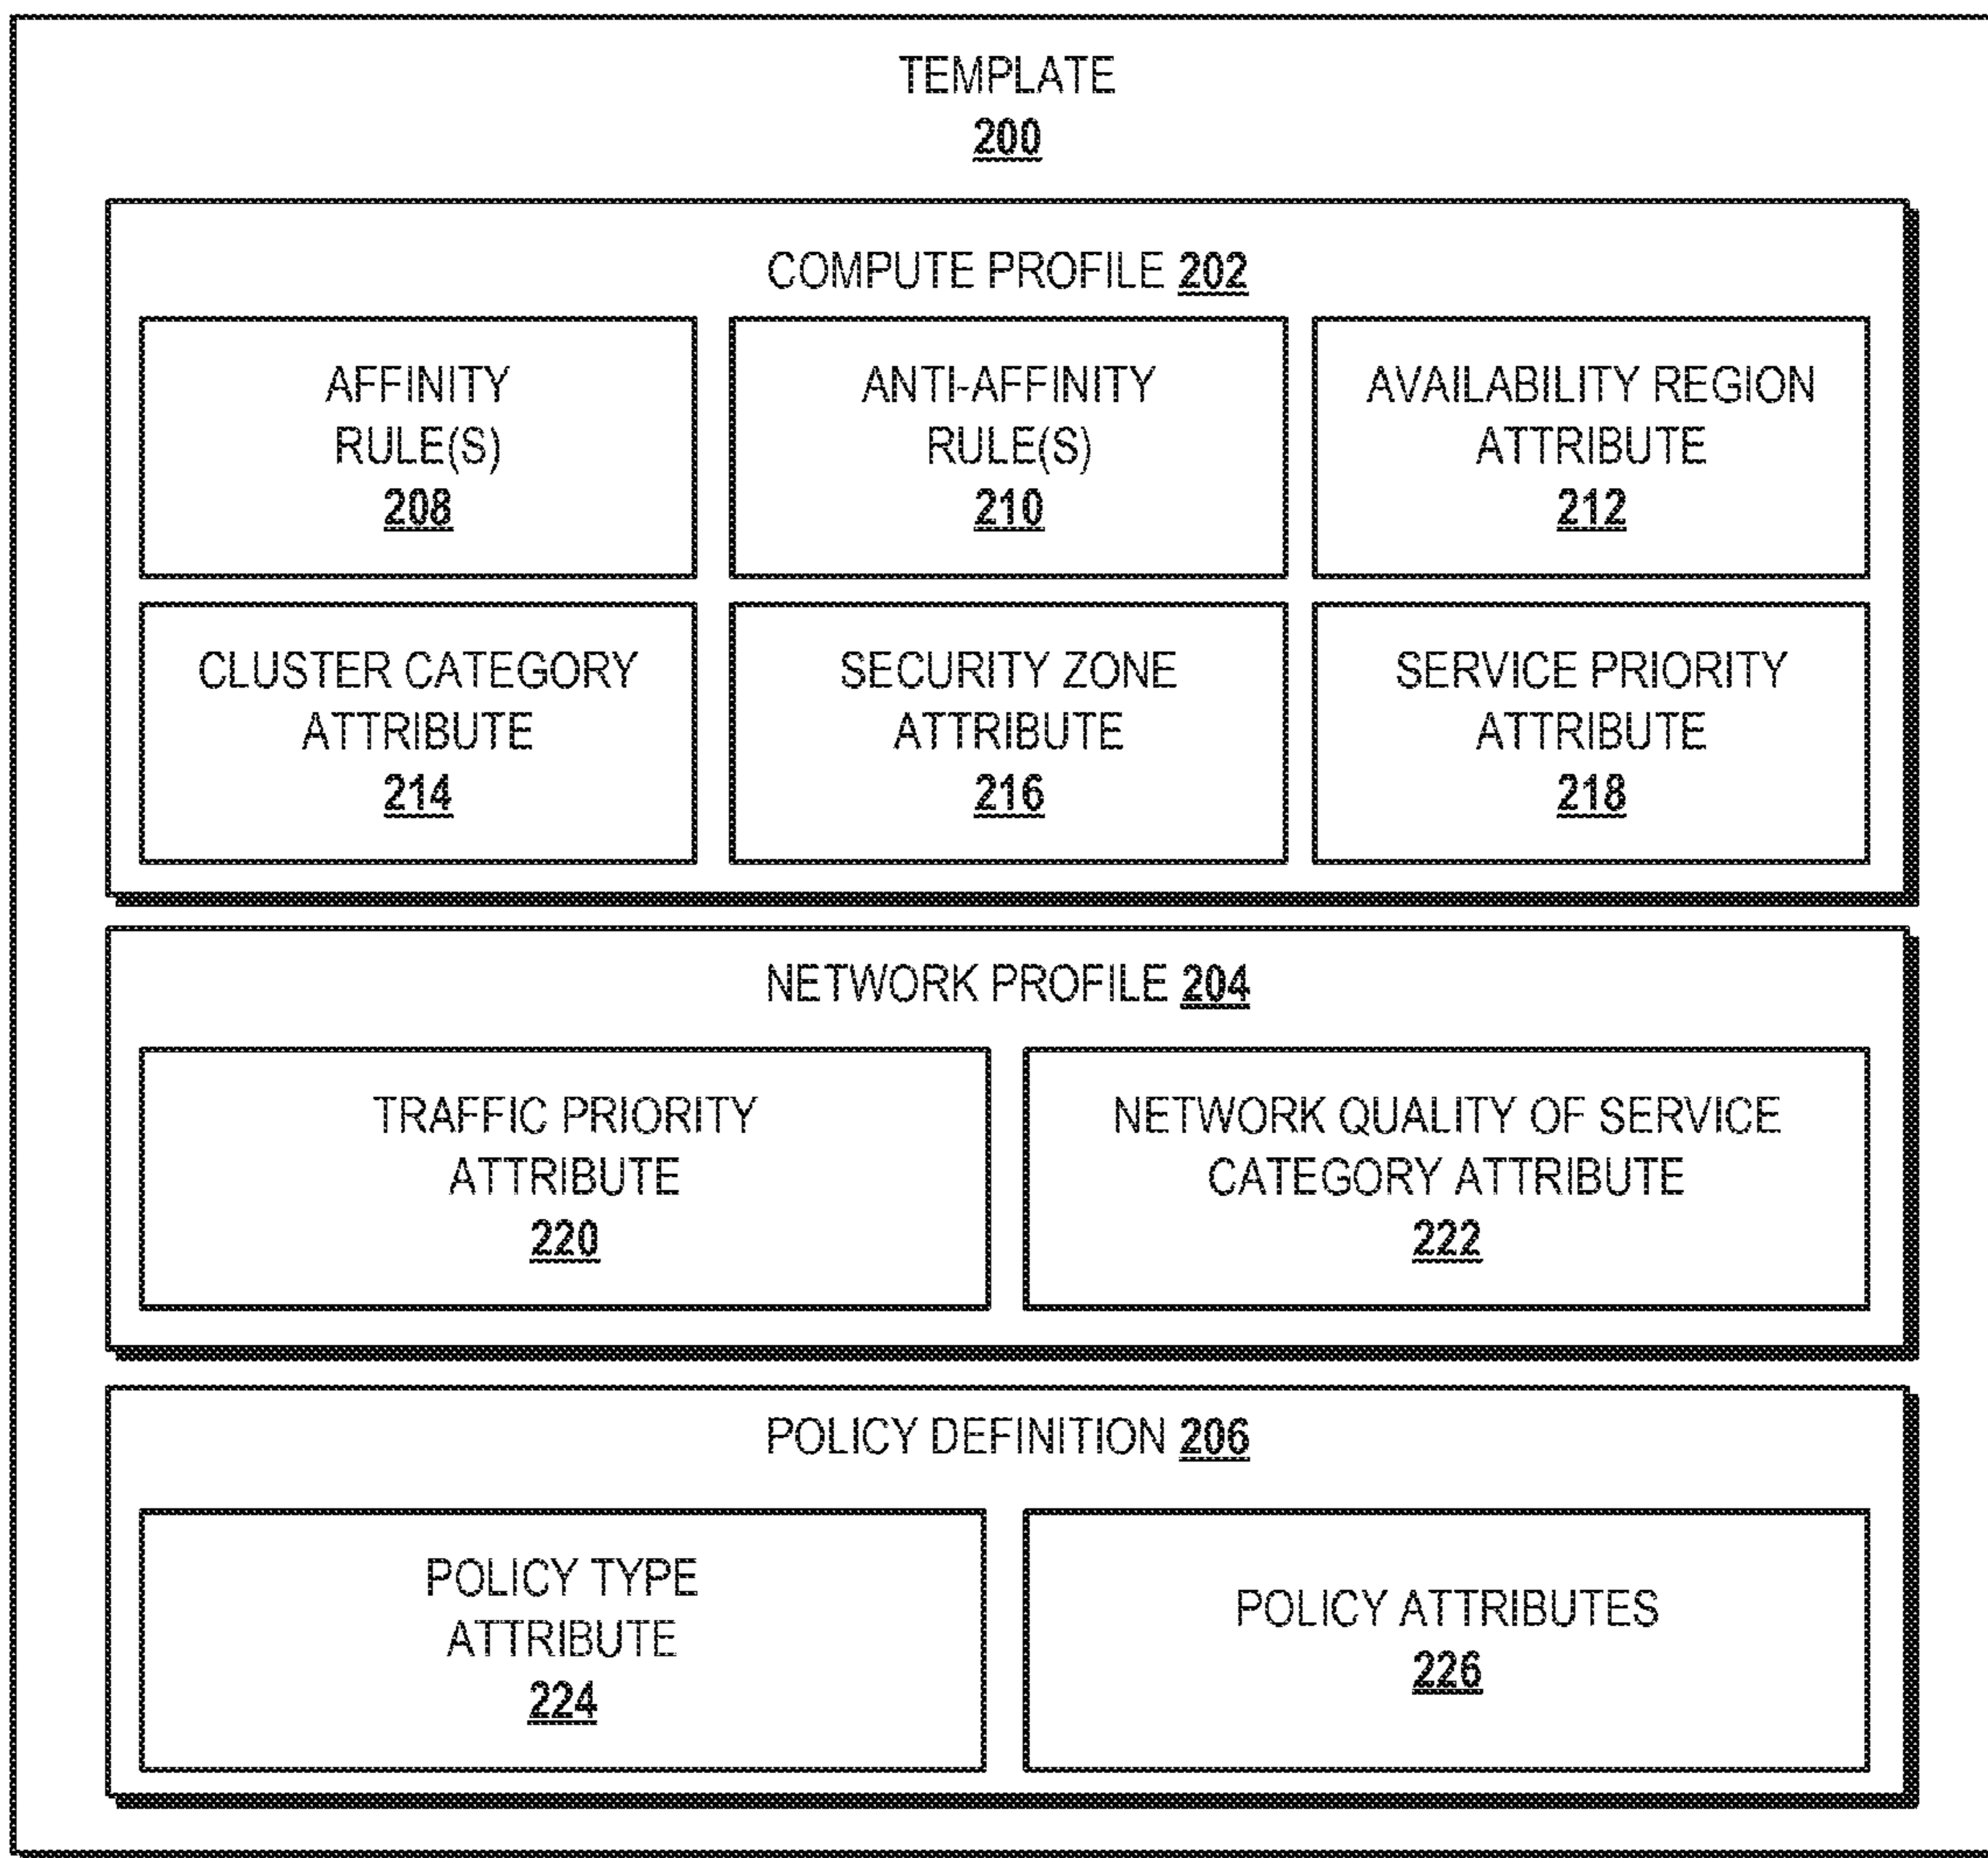 TEMPLATE
200
COMPUTE PROFILE 202
AFFINITY
RULE(S)
208
ANTI-AFFINITY
RULE(S)
210
AVAILABILITY REGION
ATTRIBUTE
212
CLUSTER CATEGORY
ATTRIBUTE
214
SECURITY ZONE
ATTRIBUTE
216
SERVICE PRIORITY
ATTRIBUTE
218
NETWORK PROFILE 204
TRAFFIC PRIORITY
ATTRIBUTE
220
NETWORK QUALITY OF SERVICE
CATEGORY ATTRIBUTE
222
POLICY DEFINITION 206
POLICY TYPE
ATTRIBUTE
224
POLICY ATTRIBUTES
226